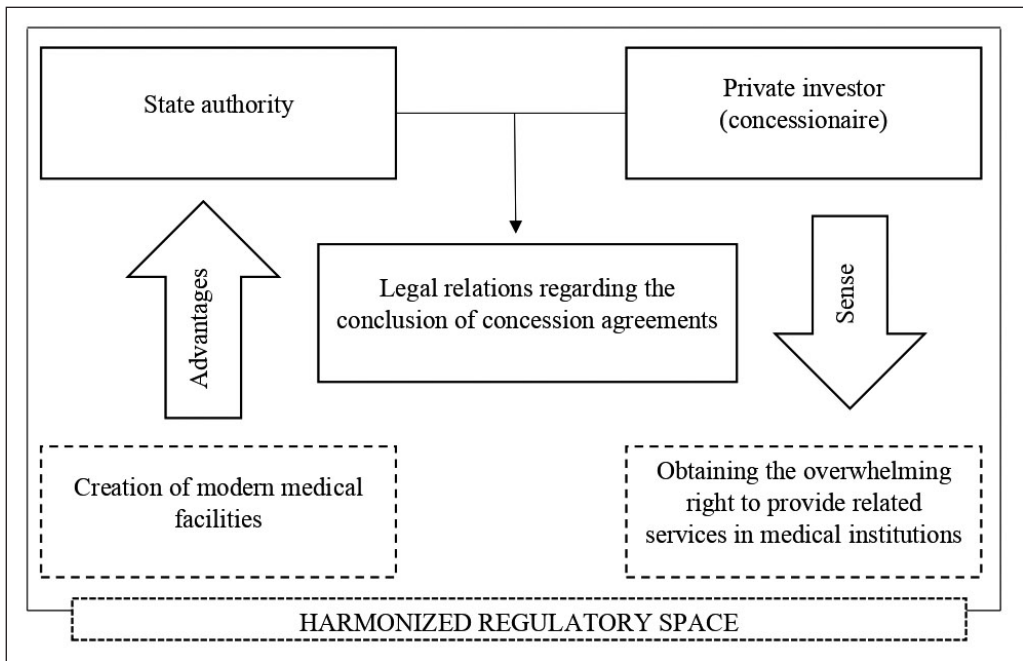 State authority
Private investor
(concessionaire)
Advantages
Legal relations regarding the
conclusion of concession agreements
Sense
Creation of modern medical
facilities
Obtaining the overwhelming
right to provide related
services in medical institutions
HARMONIZED REGULATORY SPACE